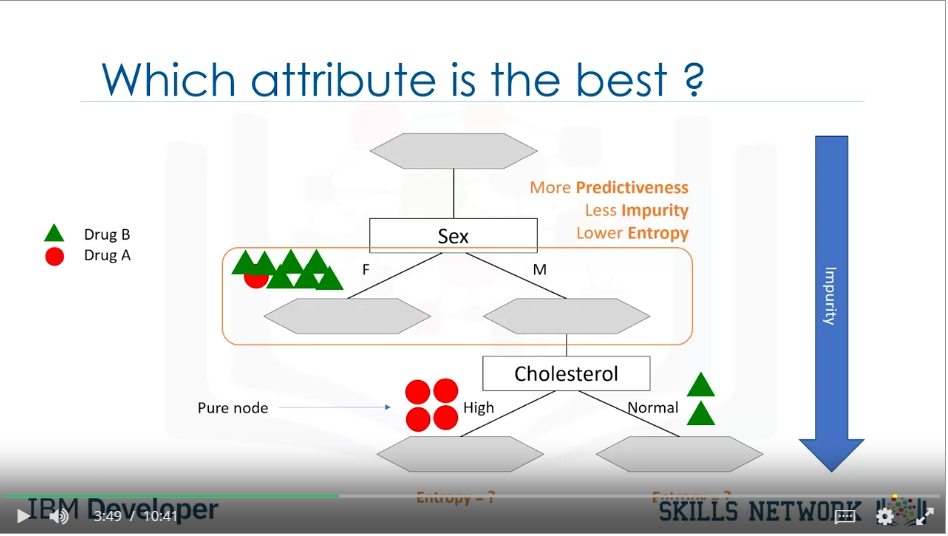 Which attribute is the best ?
More Predictiveness
Less Impurity
Lower Entropy
Drug B
Drug A
Sex
F
M
Impurity
Cholesterol
Pure node
High
Normal
Entropy = ?
Entropy = ?
IBM Developer
SKILLS NETWORK
3:49 / 10:41